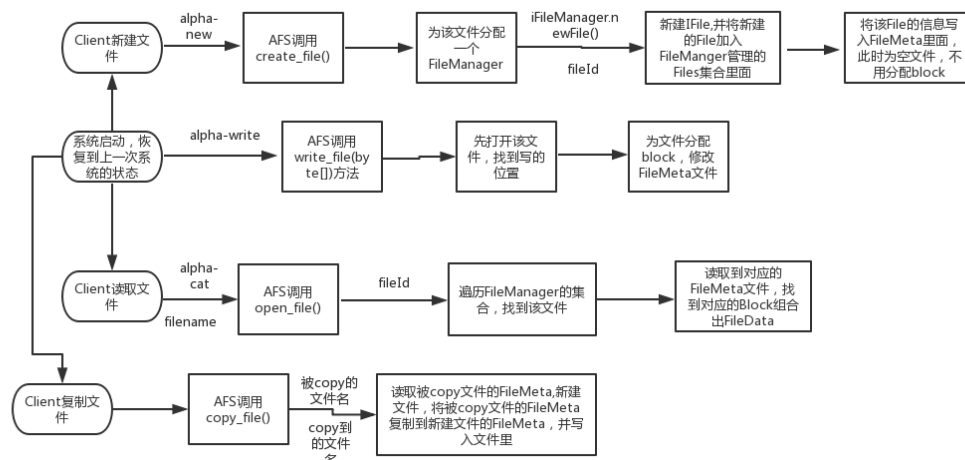 alpha-
new
Client新建文
件
AFS调用
create_file()
为该文件分配
一个
FileManager
iFileManager.n
ewFile()
fileId
新建IFile,并将新建
的File加入
FileManger管理的
Files集合里面
将该File的信息写
入FileMeta里面，
此时为空文件，不
用分配block
系统启动，恢
复到上一次系
统的状态
alpha-write
AFS调用
write_file(by
te[])方法
先打开该文
件，找到写的
位置
为文件分配
block，修改
FileMeta文件
Client读取文
件
alpha-
cat
filename
AFS调用
open_file()
fileId
遍历FileManager的集
合，找到该文件
读取到对应的
FileMeta文件，找
到对应的Block组合
出FileData
Client复制文
件
AFS调用
copy_file()
被copy的
文件名
copy到
的文件
名
读取被copy文件的FileMeta,新建
文件，将被copy文件的FileMeta
复制到新建文件的FileMeta，并写
入文件里